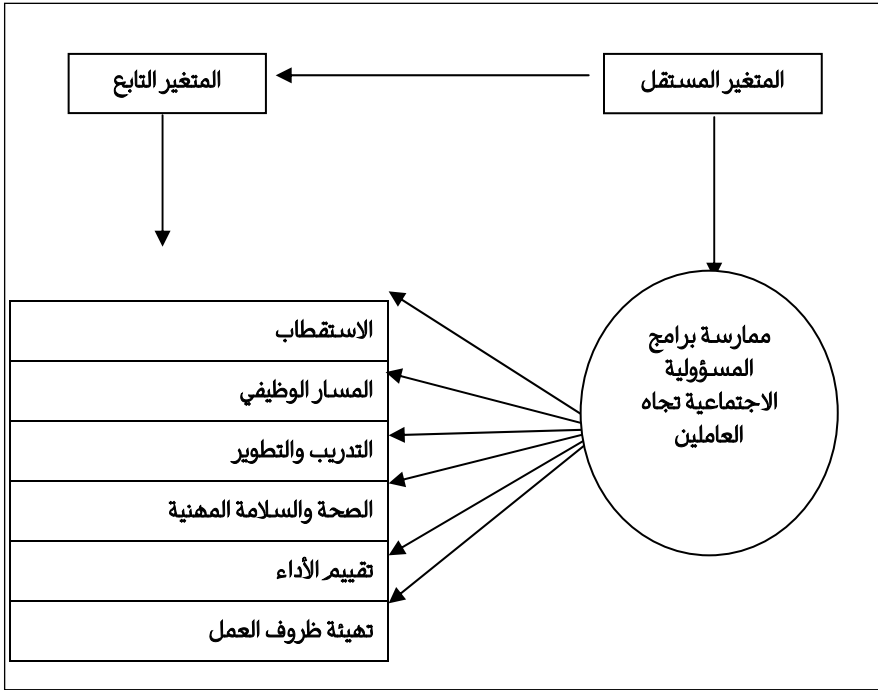 المتغير المستقل
المتغير التابع
ممارسة برامج
المسؤولية
الاجتماعية تجاه
العاملين
الاستقطاب
المسار الوظيفي
التدريب والتطوير
الصحة والسلامة المهنية
تقييم الأداء
تهيئة ظروف العمل